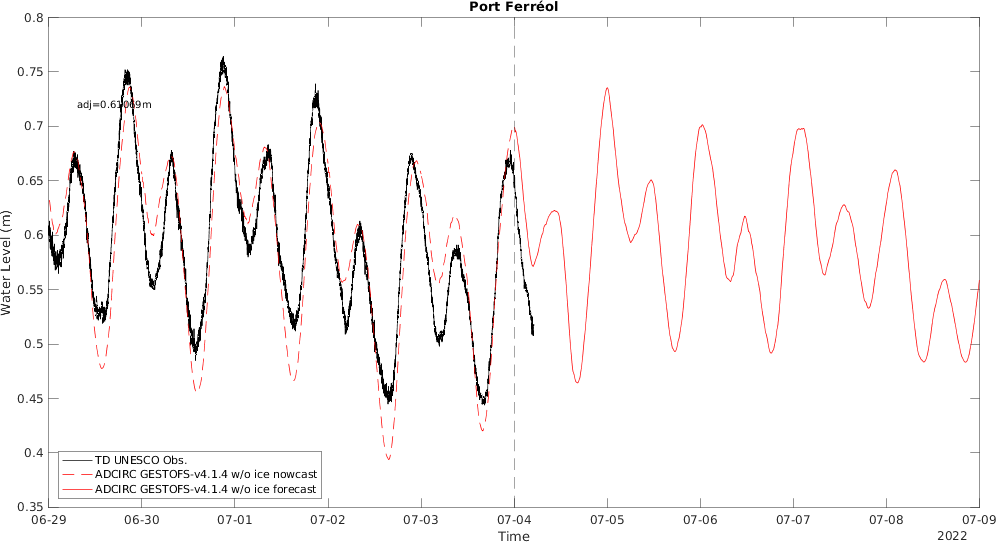 Port Ferréol
0.8
0.75
0.7
0.65
0.6
0.55
0.5
0.45
0.4
0.35
Water Level (m)
adj=0.61069m
TD UNESCO Obs.
ADCIRC GESTOFS-v4.1.4 w/o ice nowcast
ADCIRC GESTOFS-v4.1.4 w/o ice forecast
06-29 06-30 07-01 07-02 07-03 07-04 07-05 07-06 07-07 07-08 07-09
Time
2022